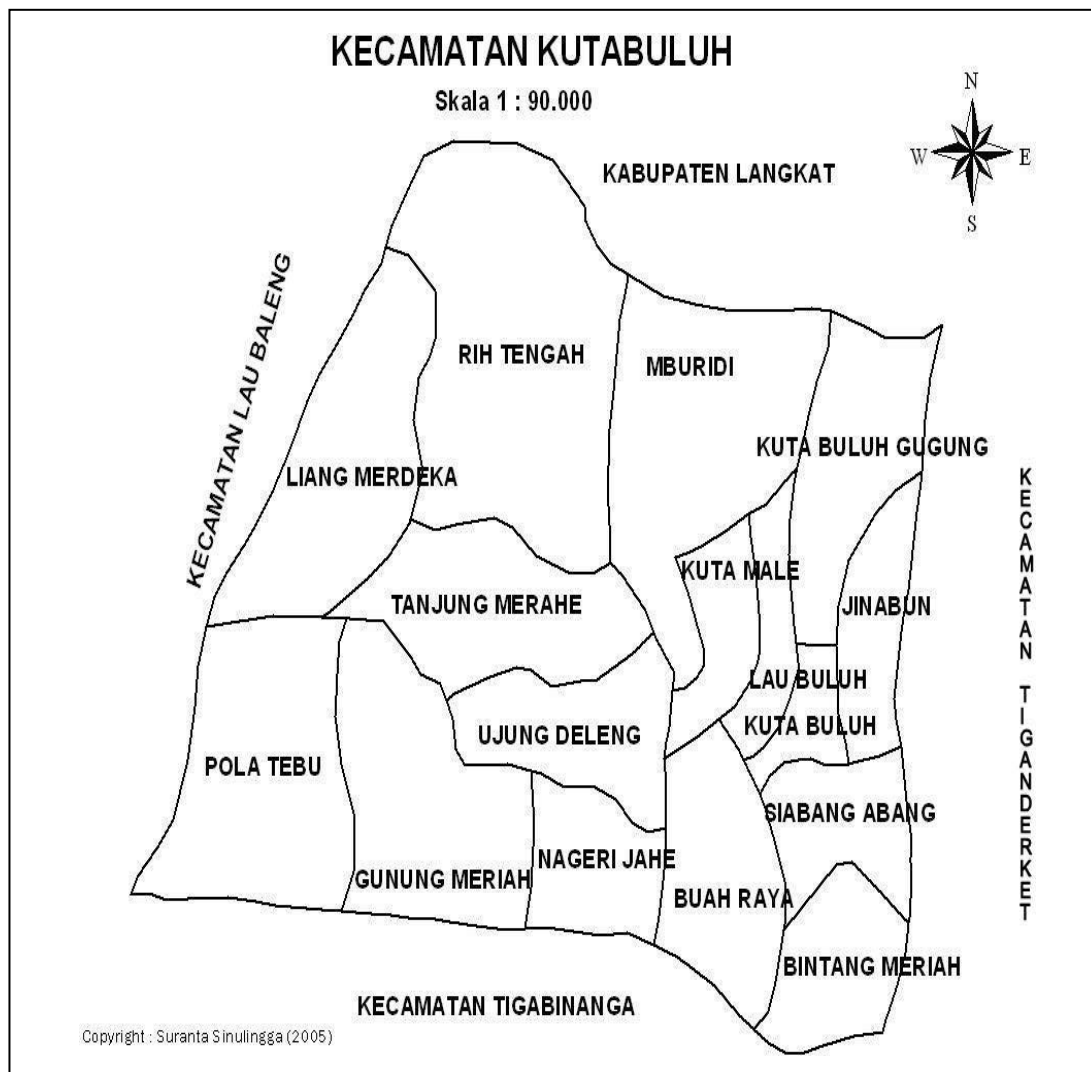 KECAMATAN KUTABULUH
Skala 1 : 90.000
N
W
E
S
KABUPATEN LANGKAT
KECAMATAN LAU BALENG
RIH TENGAH
MBURIDI
KUTA BULUH GUGUNG
LIANG MERDEKA
KECAMATAN TIGANDERKET
KUTA MALE
TANJUNG MERAHE
JINABUN
LAU BULUH
KUTA BULUH
UJUNG DELENG
POLA TEBU
SIABANG ABANG
NAGERI JAHE
GUNUNG MERIAH
BUAH RAYA
BINTANG MERIAH
KECAMATAN TIGABINANGA
Copyright : Suranta Sinulingga (2005)